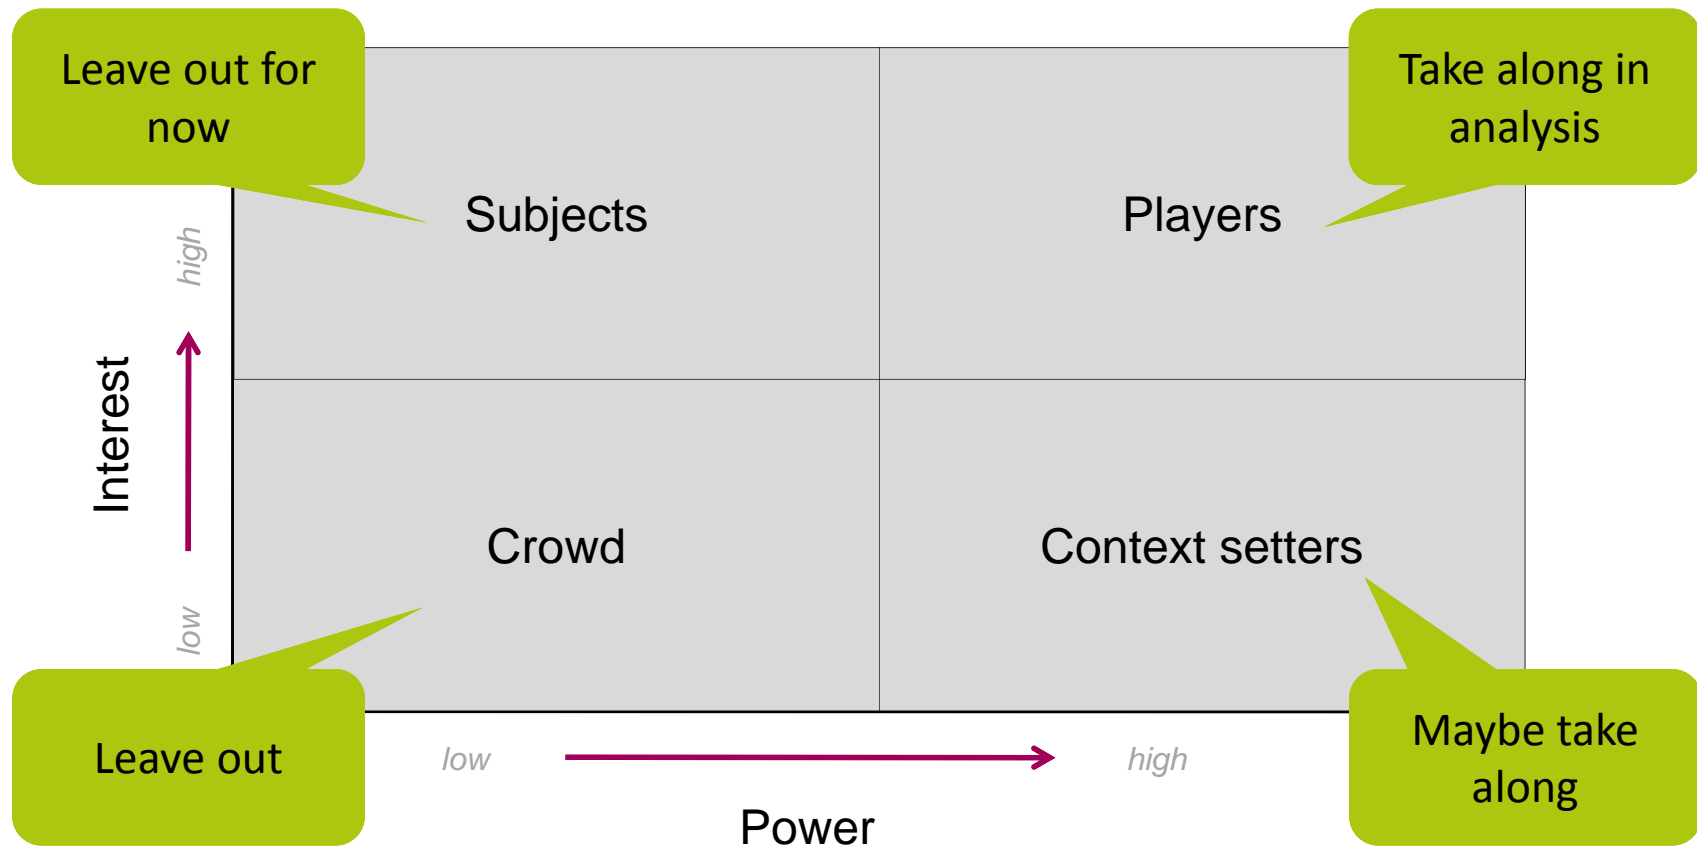 Leave out for
now
Take along in
analysis
Subjects
Players
high
Interest
low
Crowd
Context setters
Leave out
low
high
Maybe take
along
Power